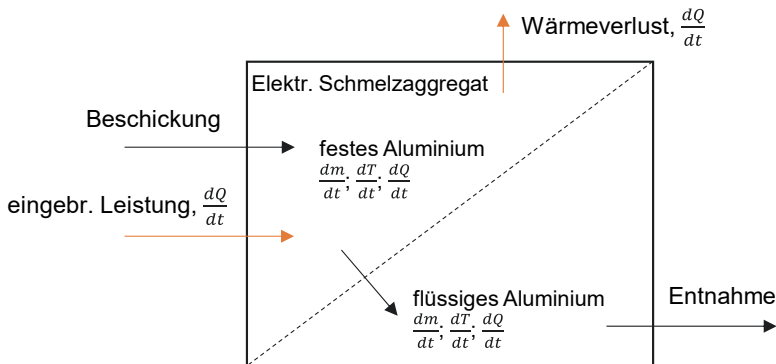 Wärmeverlust, dQ/dt
Elektr. Schmelzaggregat
Beschickung
festes Aluminium
dm/dt; dT/dt; dQ/dt
eingebr. Leistung, dQ/dt
flüssiges Aluminium
dm/dt; dT/dt; dQ/dt
Entnahme